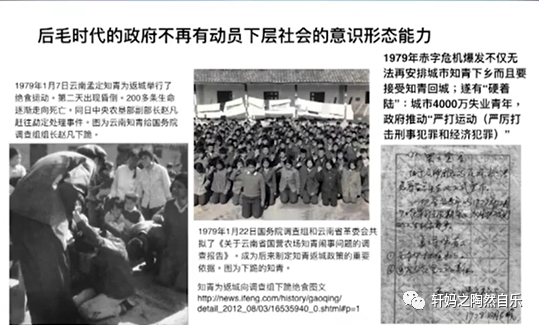 后毛时代的政府不再有动员下层社会的意识形态能力
1979年1月7日云南孟定知青为返城举行了
绝食运动。第二天出现昏倒。200多条生命
逐渐走向死亡。同日中央农垦部副部长赵凡
赶往孟定处理事件。图为云南知青给国务院
调查组组长赵凡下跪。
1979年1月22日国务院调查组和云南省革委会共
拟了《关于云南省国营农场知青闹事问题的调
查报告》。成为后来制定知青返城政策的重要
依据。图为下跪的知青。
知青为返城向调查组下跪绝食图文
http://news.ifeng.com/history/gaoqing/
detail_2012_08/03/16535940_0.shtml#p=1
1979年赤字危机爆发不仅无
法再安排城市知青下乡而且要
接受知青回城；遂有“硬着
陆”：城市4000万失业青年，
政府推动“严打运动（严厉打
击刑事犯罪和经济犯罪）”
轩妈之陶然自乐